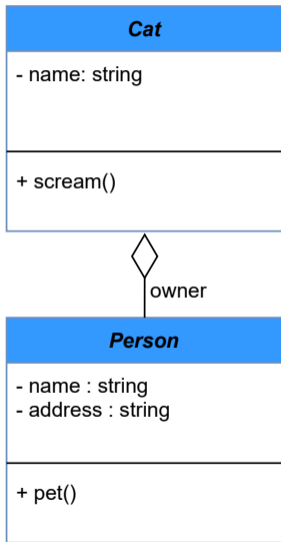 Cat
- name: string
+ scream()
owner
Person
- name : string
- address : string
+ pet()